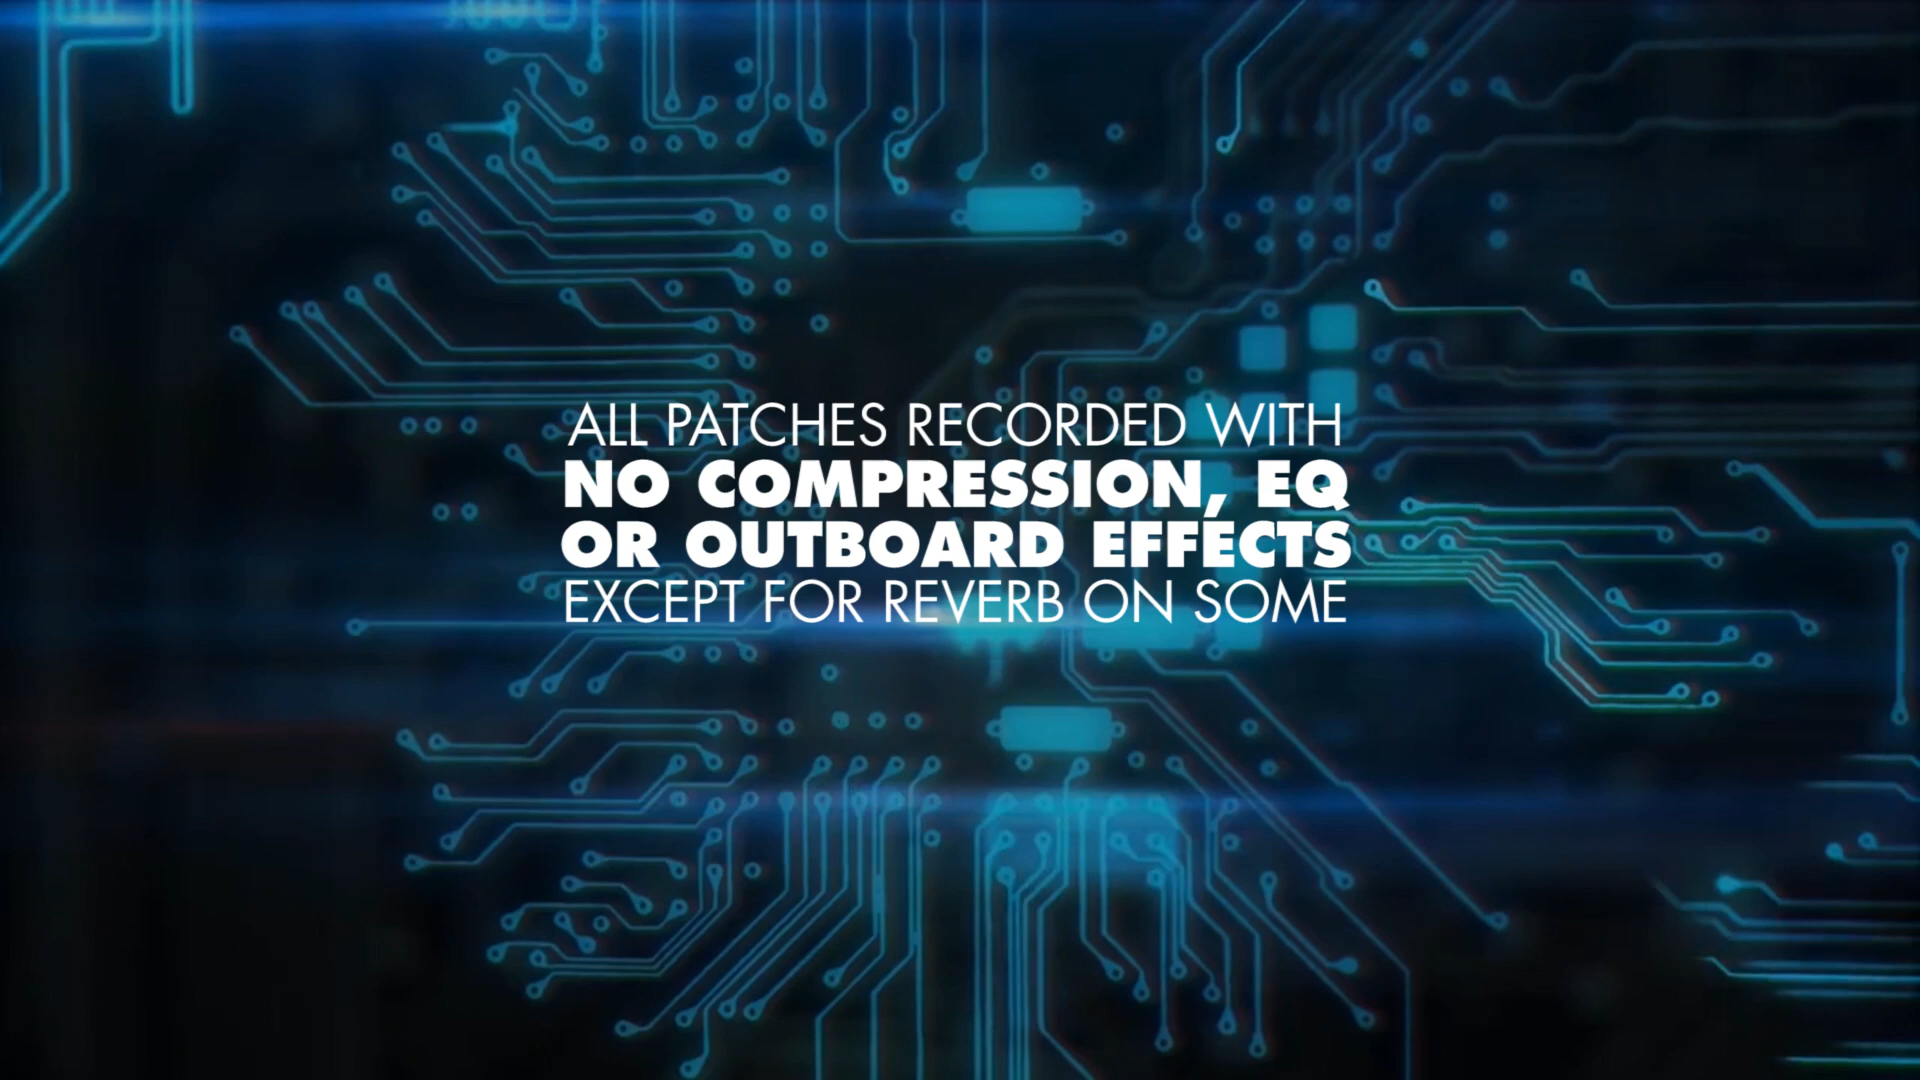 ALL PATCHES RECORDED WITH
NO COMPRESSION, EQ
OR OUTBOARD EFFECTS
EXCEPT FOR REVERB ON SOME